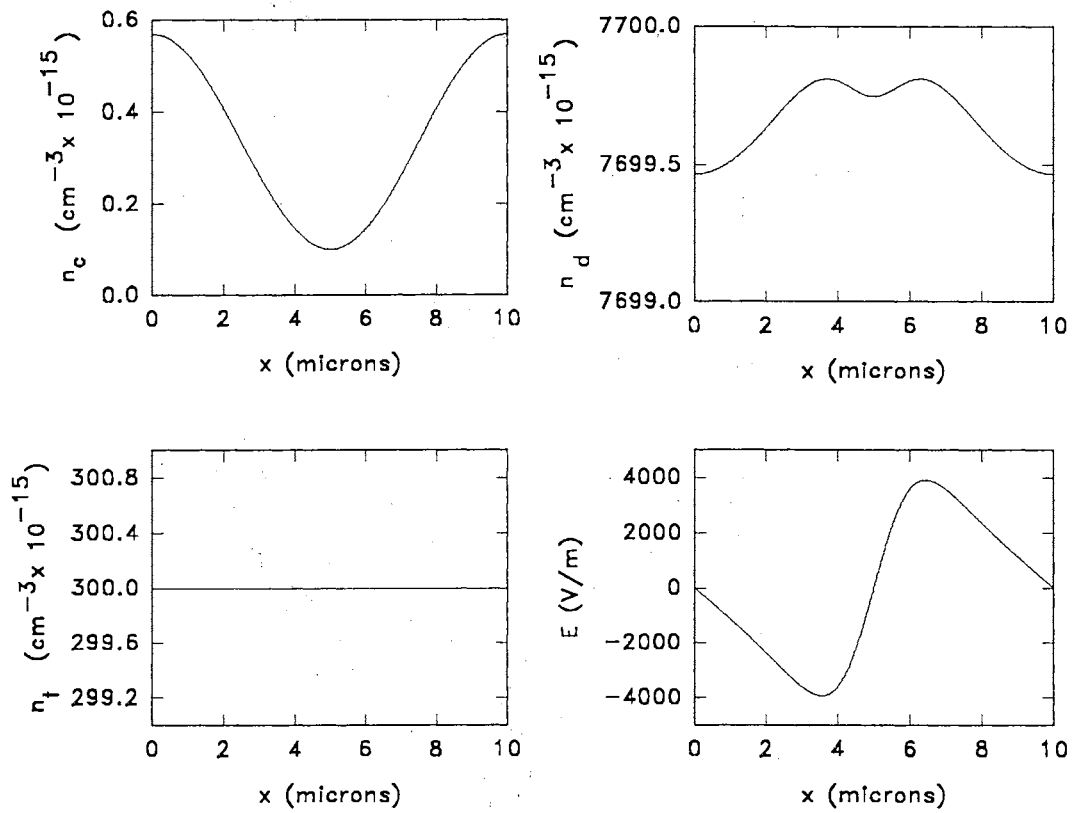 n_c (cm^-3 x 10^-15)
0.6
0.4
0.2
0.0
0 2 4 6 8 10
x (microns)
n_d (cm^-3 x 10^-15)
7700.0
7699.5
7699.0
0 2 4 6 8 10
x (microns)
n_t (cm^-3 x 10^-15)
300.8
300.4
300.0
299.6
299.2
0 2 4 6 8 10
x (microns)
E (V/m)
4000
2000
0
-2000
-4000
0 2 4 6 8 10
x (microns)